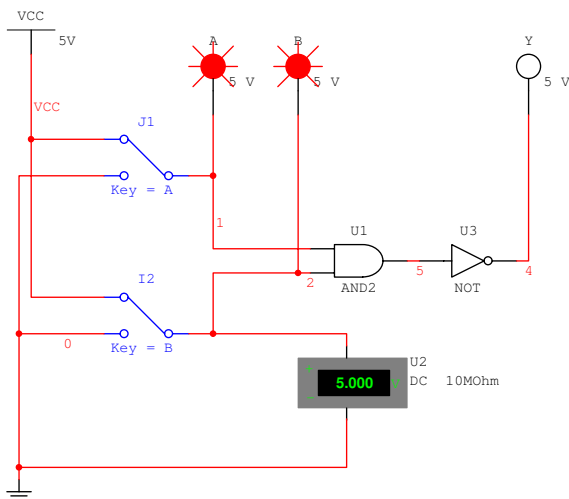 VCC
5V
A
5 V
B
5 V
Y
5 V
VCC
J1
Key = A
1
U1
AND2
5
U3
NOT
4
2
I2
Key = B
0
U2
DC 10MOhm
+
5.000
V
-